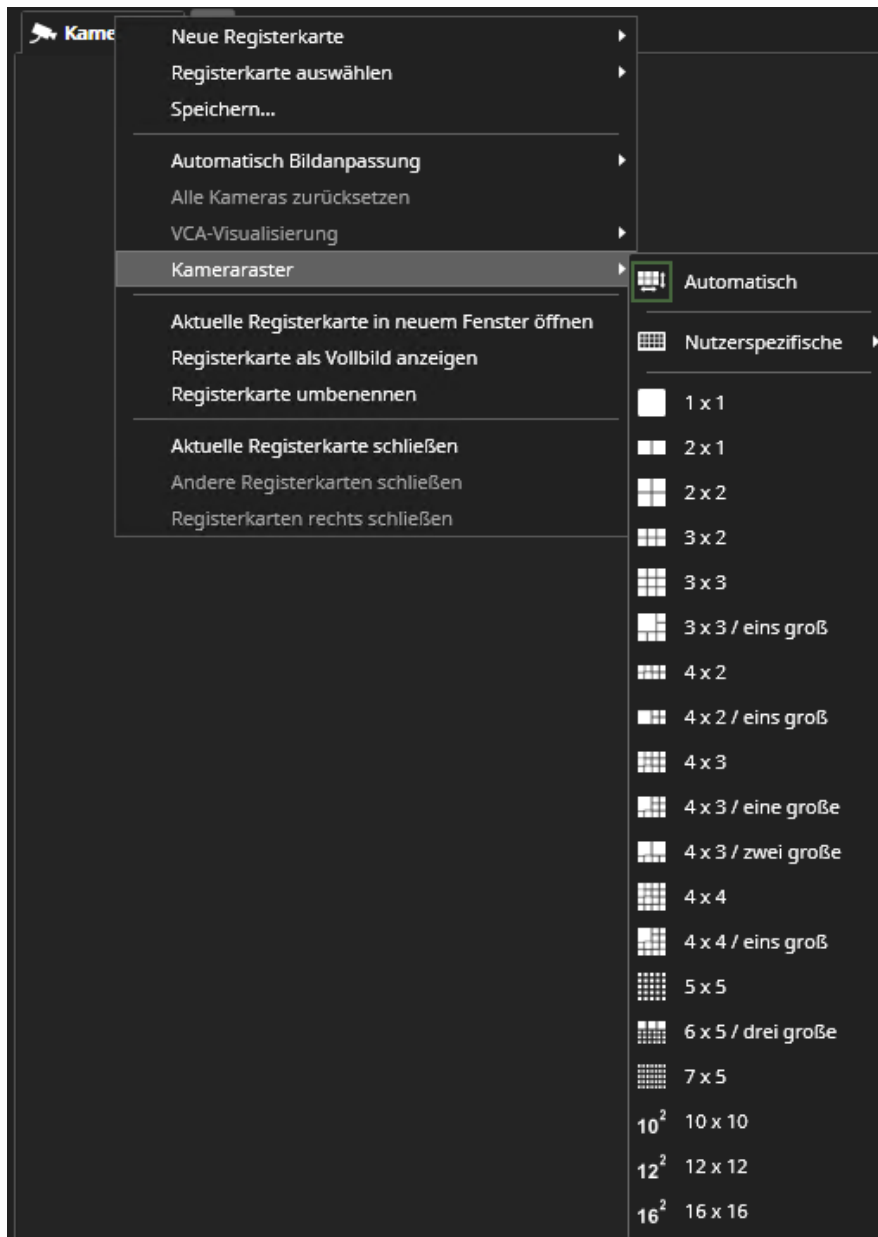 Kame
Neue Registerkarte
Registerkarte auswählen
Speichern...
Automatisch Bildanpassung
Alle Kameras zurücksetzen
VCA-Visualisierung
Kameraraster
Aktuelle Registerkarte in neuem Fenster öffnen
Registerkarte als Vollbild anzeigen
Registerkarte umbenennen
Aktuelle Registerkarte schließen
Andere Registerkarten schließen
Registerkarten rechts schließen
Automatisch
Nutzerspezifische
1 x 1
2 x 1
2 x 2
3 x 2
3 x 3
3 x 3 / eins groß
4 x 2
4 x 2 / eins groß
4 x 3
4 x 3 / eine große
4 x 3 / zwei große
4 x 4
4 x 4 / eins groß
5 x 5
6 x 5 / drei große
7 x 5
10² 10 x 10
12² 12 x 12
16² 16 x 16